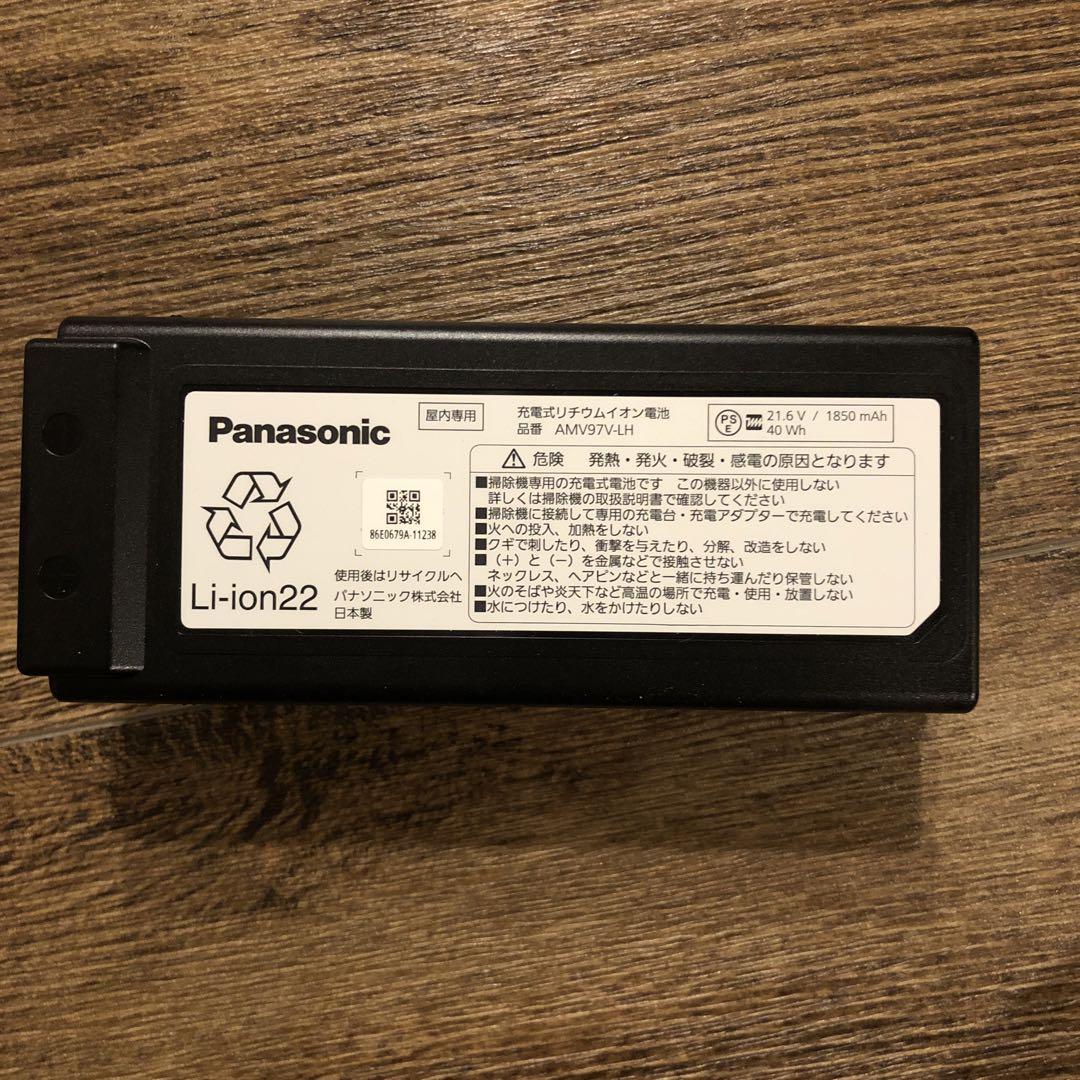 Panasonic
屋内専用
充電式リチウムイオン電池
品番 AMV97V-LH
PS
E
21.6 V / 1850 mAh
40 Wh
86E0679A-11238
Li-ion22
使用後はリサイクルへ
パナソニック株式会社
日本製
危険 発熱・発火・破裂・感電の原因となります
■掃除機専用の充電式電池です この機器以外に使用しない
詳しくは掃除機の取扱説明書で確認してください
■掃除機に接続して専用の充電台・充電アダプターで充電してください
■火への投入、加熱をしない
■クギで刺したり、衝撃を与えたり、分解、改造をしない
■（+）と（−）を金属などで接触させない
ネックレス、ヘアピンなどと一緒に持ち運んだり保管しない
■火のそばや炎天下など高温の場所で充電・使用・放置しない
■水につけたり、水をかけたりしない